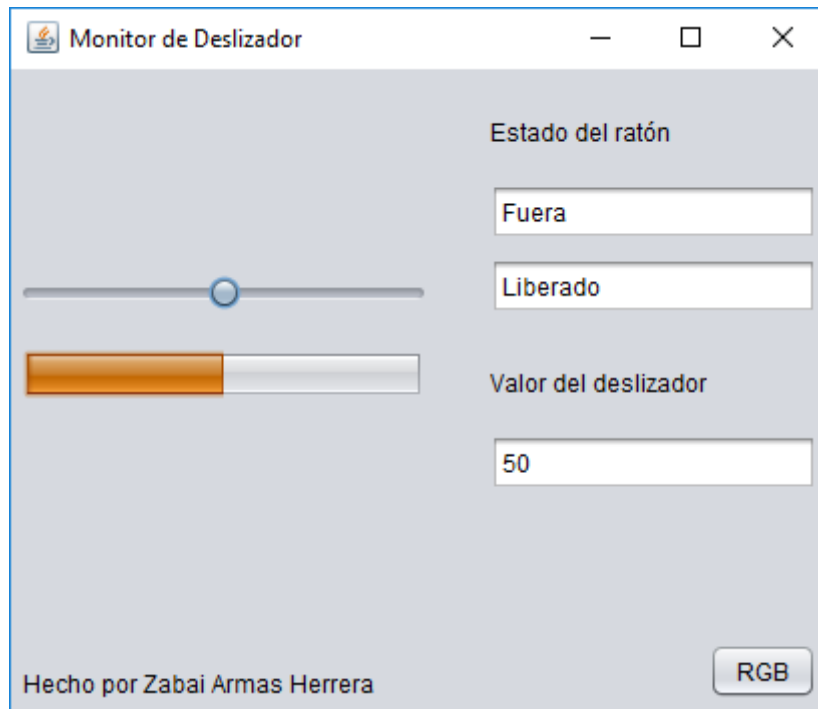 Monitor de Deslizador
Estado del ratón
Fuera
Liberado
Valor del deslizador
50
Hecho por Zabai Armas Herrera
RGB